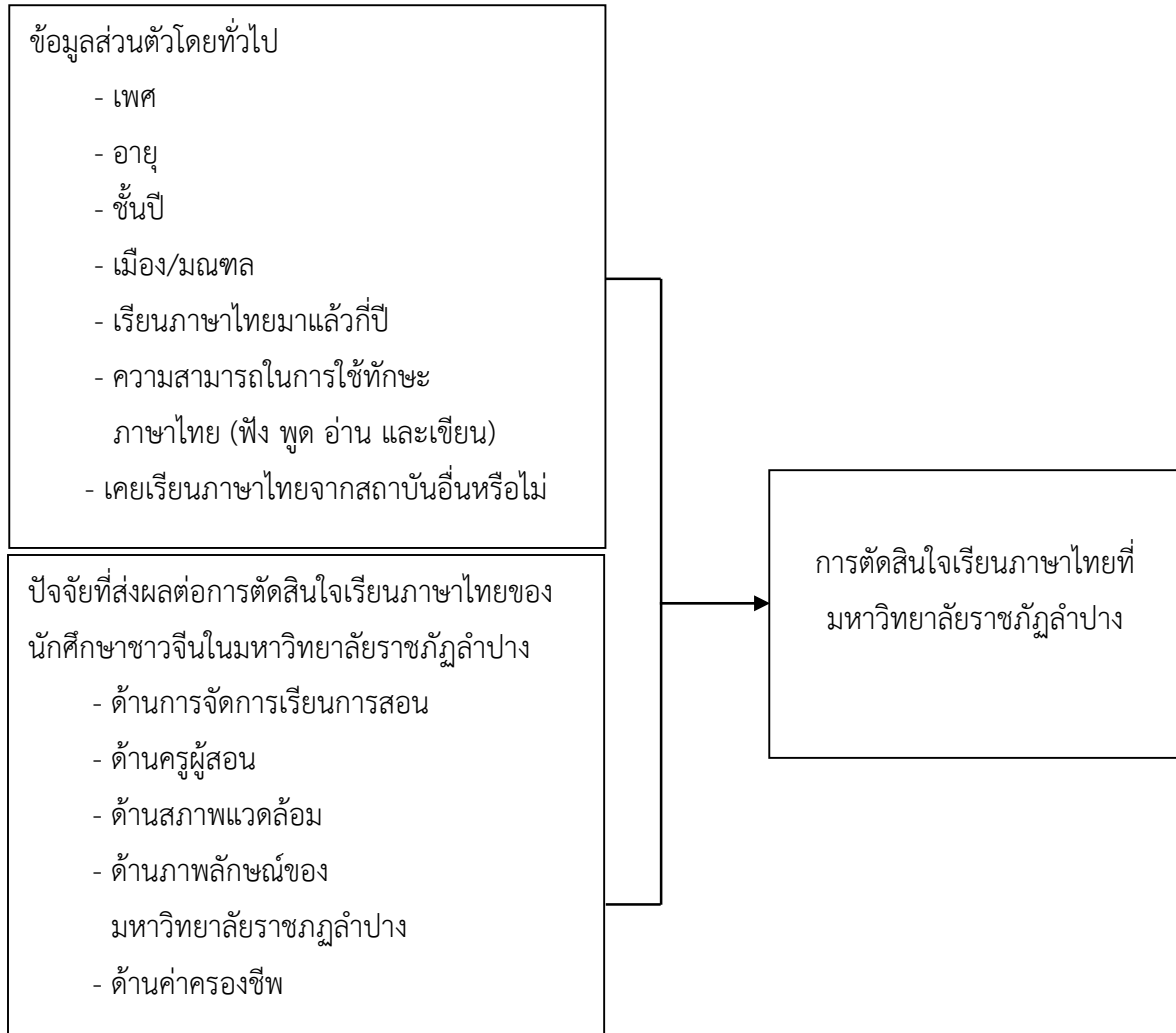 ข้อมูลส่วนตัวโดยทั่วไป
- เพศ
- อายุ
- ชั้นปี
- เมือง/มณฑล
- เรียนภาษาไทยมาแล้วกี่ปี
- ความสามารถในการใช้ทักษะ
ภาษาไทย (ฟัง พูด อ่าน และเขียน)
- เคยเรียนภาษาไทยจากสถาบันอื่นหรือไม่
ปัจจัยที่ส่งผลต่อการตัดสินใจเรียนภาษาไทยของ
นักศึกษาชาวจีนในมหาวิทยาลัยราชภัฏลำปาง
- ด้านการจัดการเรียนการสอน
- ด้านครูผู้สอน
- ด้านสภาพแวดล้อม
- ด้านภาพลักษณ์ของ
มหาวิทยาลัยราชภฏลำปาง
- ด้านค่าครองชีพ
การตัดสินใจเรียนภาษาไทยที่
มหาวิทยาลัยราชภัฏลำปาง